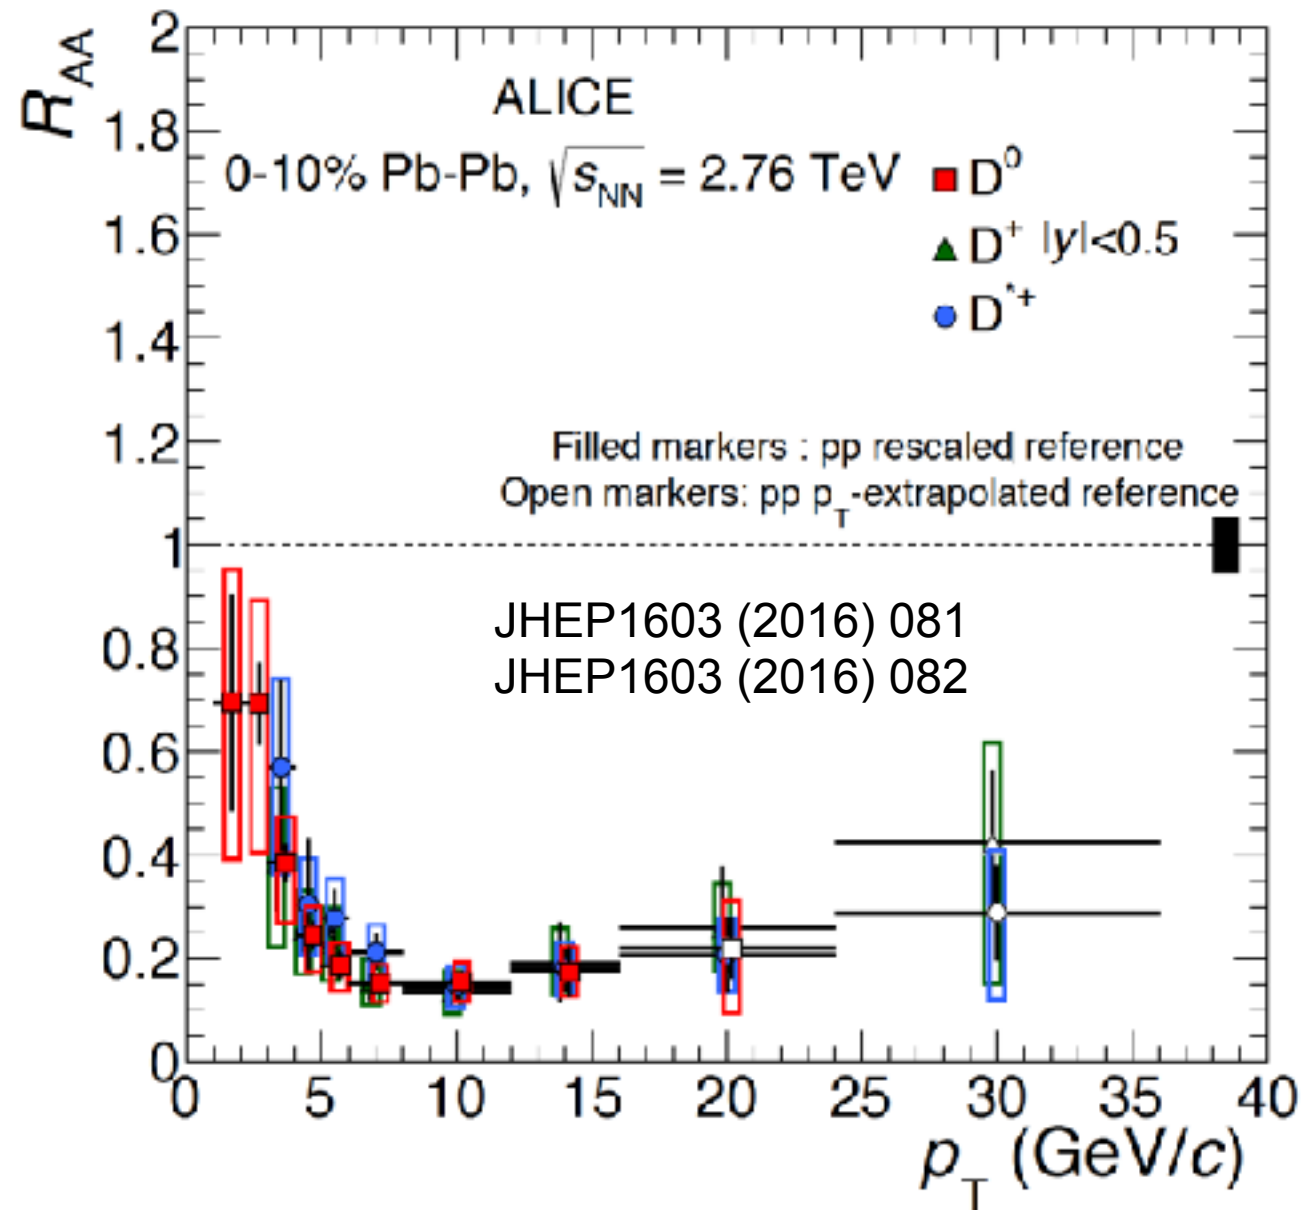 R_AA
ALICE
0-10% Pb-Pb, √s_NN = 2.76 TeV
D^0
D^+ |y|<0.5
D^*+
Filled markers : pp rescaled reference
Open markers: pp p_T-extrapolated reference
JHEP1603 (2016) 081
JHEP1603 (2016) 082
2
1.8
1.6
1.4
1.2
1
0.8
0.6
0.4
0.2
0
0 5 10 15 20 25 30 35 40
p_T (GeV/c)